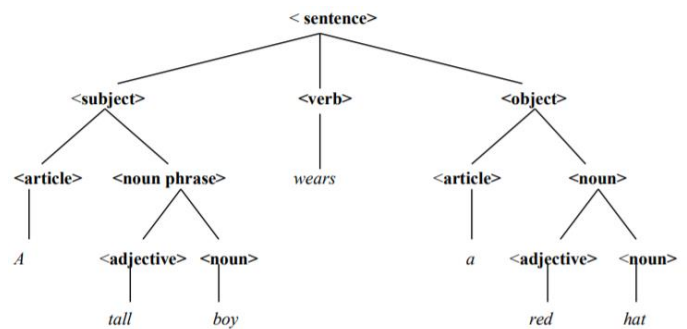 < sentence>
<subject> <verb> <object>
<article> <noun phrase> wears <article> <noun>
A <adjective> <noun> a <adjective> <noun>
tall boy red hat